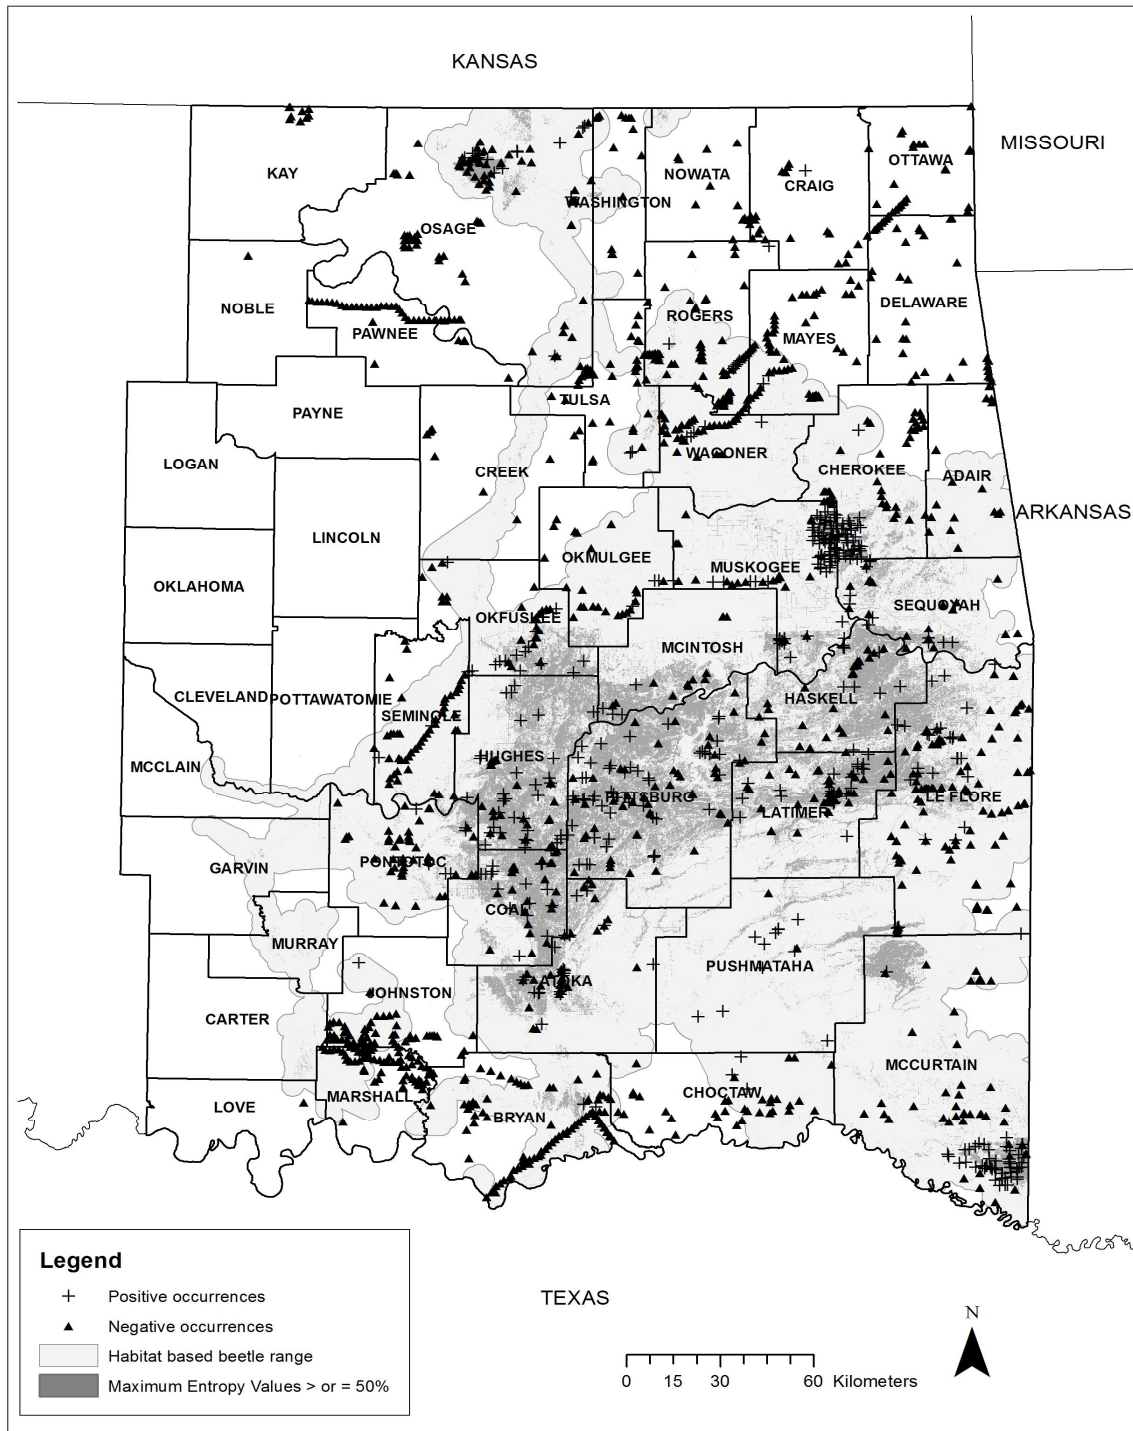 KANSAS
MISSOURI
OTTAWA
KAY
NOWATA
CRAIG
WASHINGTON
OSAGE
NOBLE
DELAWARE
ROGERS
PAWNEE
MAYES
TULSA
PAYNE
LOGAN
WAGONER
CREEK
CHEROKEE
ADAIR
ARKANSAS
LINCOLN
OKMULGEE
MUSKOGEE
OKLAHOMA
SEQUOYAH
OKFUSKEE
MCINTOSH
CLEVELAND
POTTAWATOMIE
HASKELL
SEMINOLE
HUGHES
MCCLAIN
PITTSBURG
LE FLORE
LATIMER
PONTOTOC
GARVIN
COAL
MURRAY
PUSHMATAHA
ATOKA
JOHNSTON
CARTER
MCCURTAIN
CHOCTAW
MARSHALL
LOVE
BRYAN
Legend
Positive occurrences
Negative occurrences
Habitat based beetle range
Maximum Entropy Values > or = 50%
TEXAS
N
0 15 30 60 Kilometers